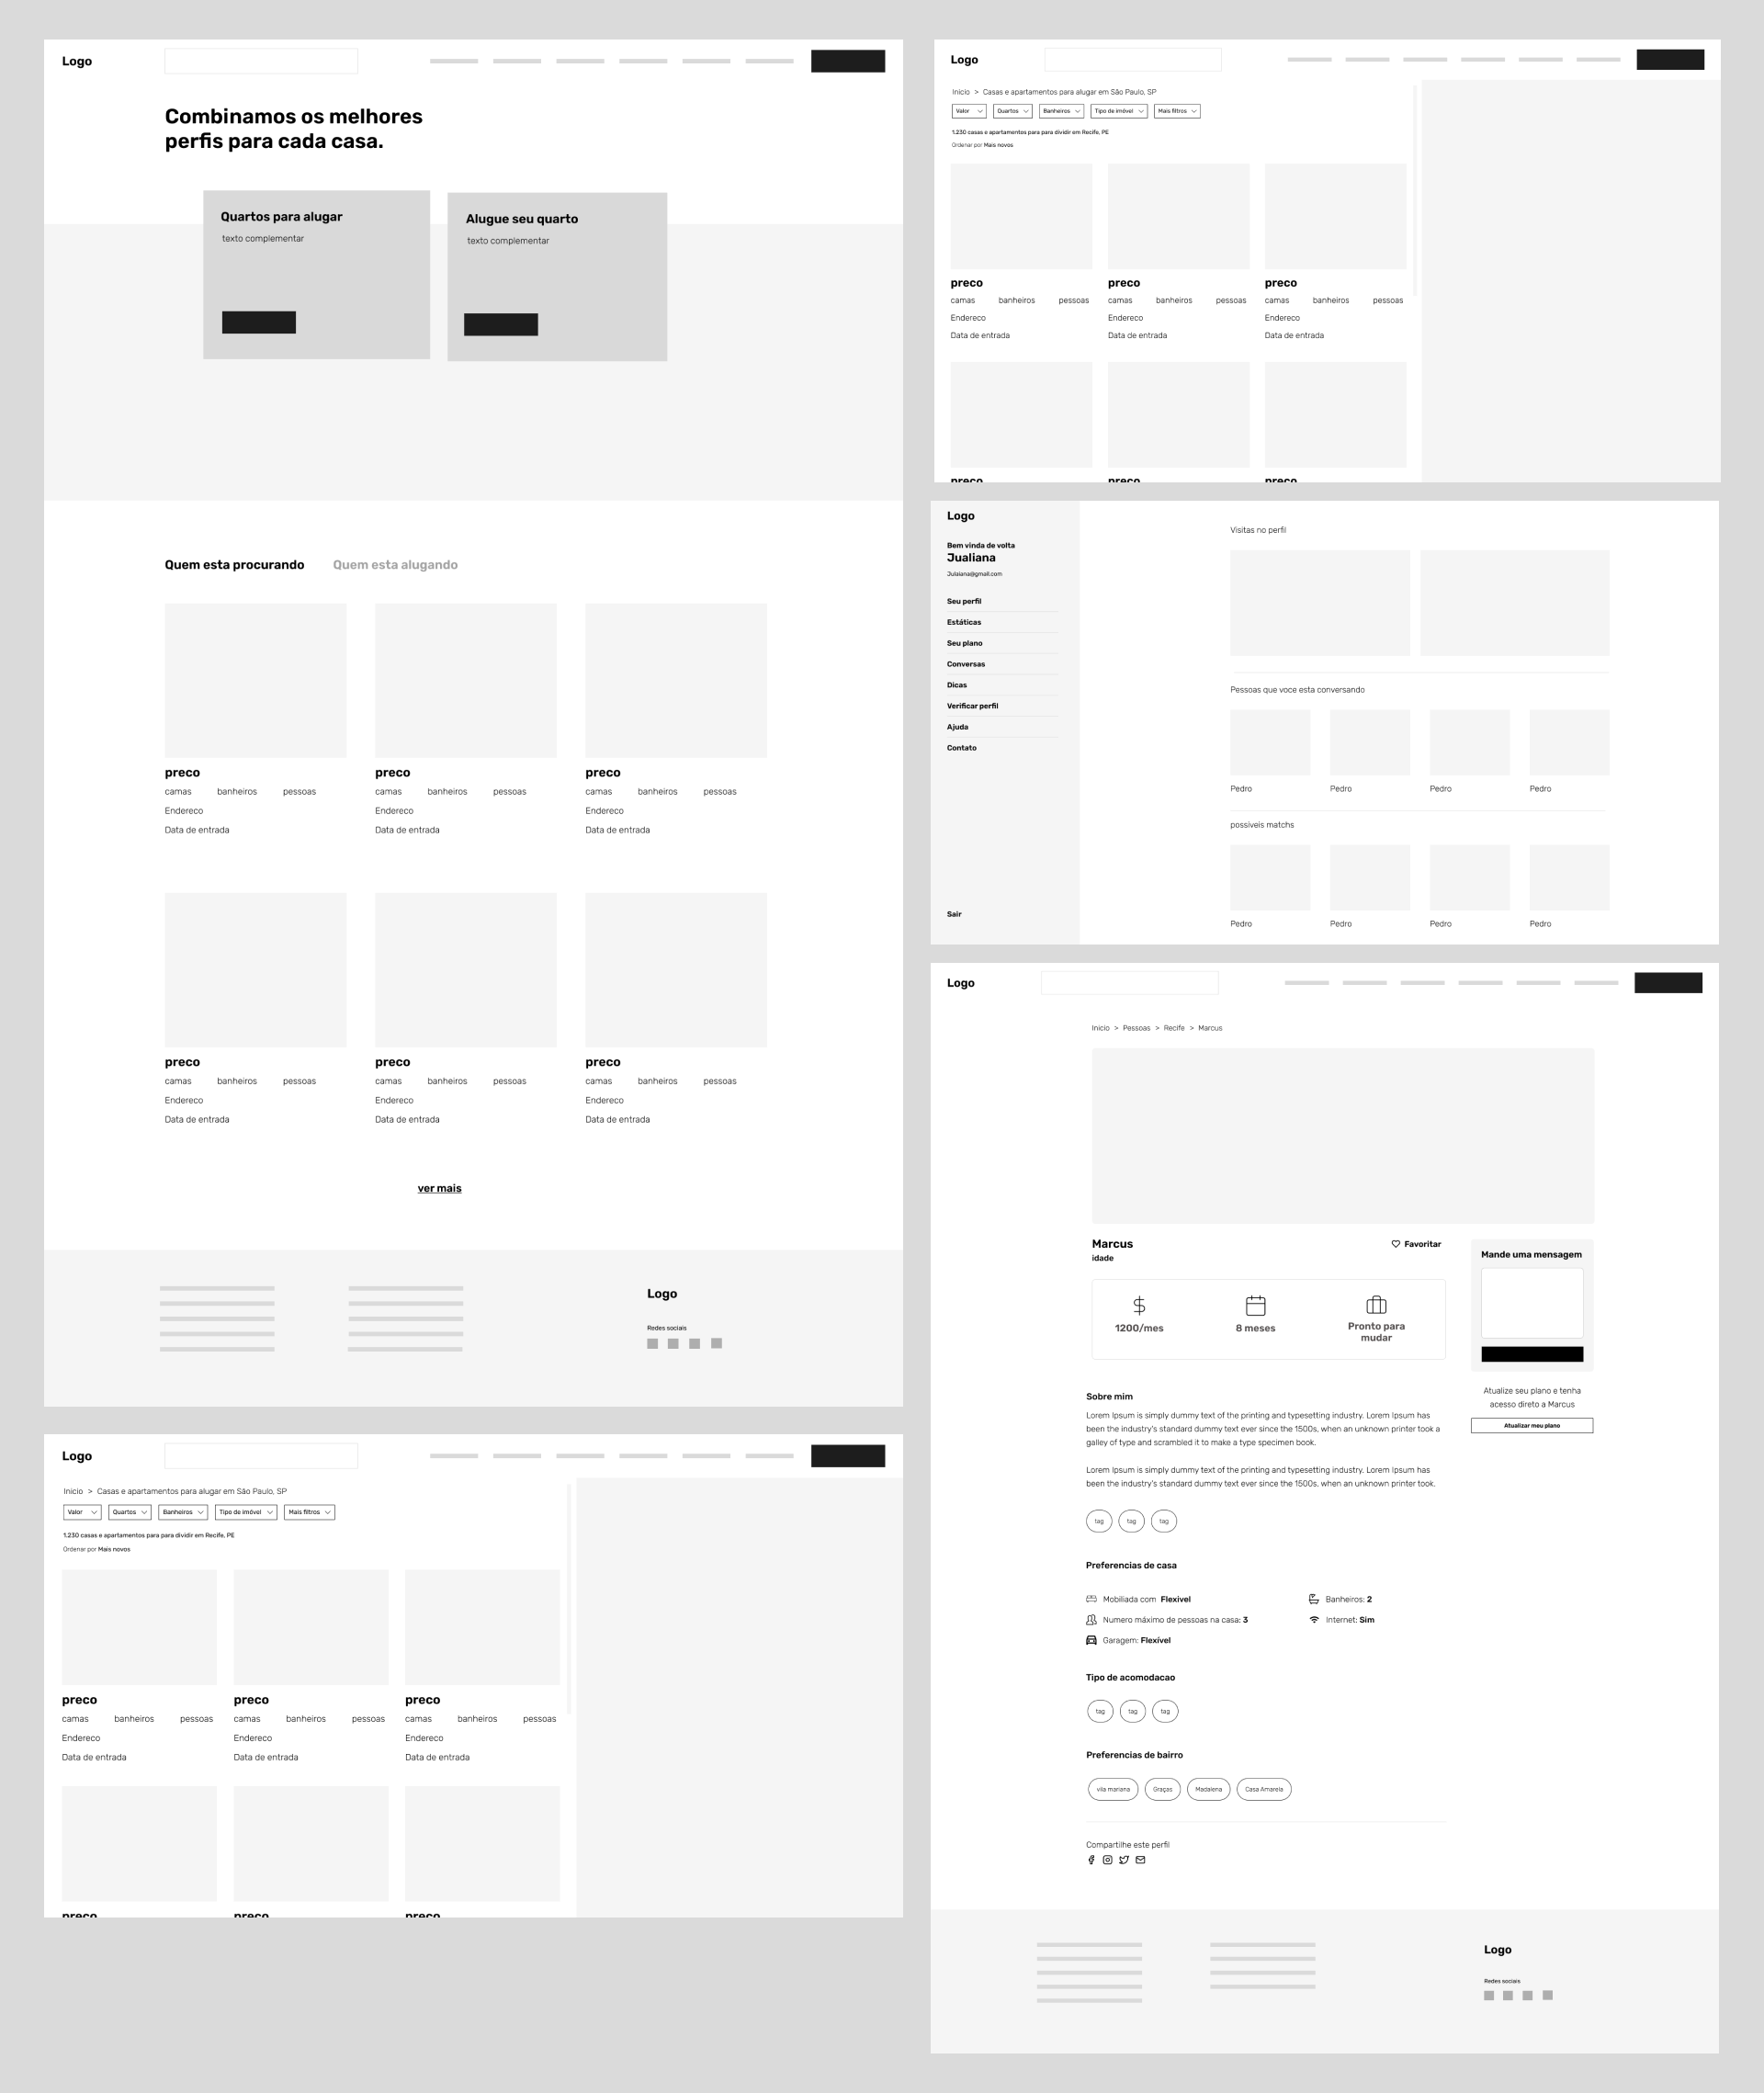 Logo
Combinamos os melhores
perfis para cada casa.
Quartos para alugar
texto complementar
Alugue seu quarto
texto complementar
Quem esta procurando Quem esta alugando
preco preco preco
camas banheiros pessoas camas banheiros pessoas camas banheiros pessoas
Endereco Endereco Endereco
Data de entrada Data de entrada Data de entrada
preco preco preco
camas banheiros pessoas camas banheiros pessoas camas banheiros pessoas
Endereco Endereco Endereco
Data de entrada Data de entrada Data de entrada
ver mais
Logo
Redes sociais
Logo
Inicio > Casas e apartamentos para alugar em São Paulo, SP
Valor Quartos Banheiros Tipo de imóvel Mais filtros
1.230 casas e apartamentos para para dividir em Recife, PE
Ordenar por Mais novos
preco preco preco
camas banheiros pessoas camas banheiros pessoas camas banheiros pessoas
Endereco Endereco Endereco
Data de entrada Data de entrada Data de entrada
preco preco preco
Logo
Inicio > Casas e apartamentos para alugar em São Paulo, SP
Valor Quartos Banheiros Tipo de imóvel Mais filtros
1.230 casas e apartamentos para para dividir em Recife, PE
Ordenar por Mais novos
preco preco preco
camas banheiros pessoas camas banheiros pessoas camas banheiros pessoas
Endereco Endereco Endereco
Data de entrada Data de entrada Data de entrada
preco preco preco
Logo
Bem vinda de volta
Jualiana
Julaiana@gmail.com
Seu perfil
Estáticas
Seu plano
Conversas
Dicas
Verificar perfil
Ajuda
Contato
Sair
Visitas no perfil
Pessoas que voce esta conversando
Pedro Pedro Pedro Pedro
possiveis matchs
Pedro Pedro Pedro Pedro
Logo
Inicio > Pessoas > Recife > Marcus
Marcus
idade
Favoritar
1200/mes
8 meses
Pronto para
mudar
Mande uma mensagem
Atualize seu plano e tenha
acesso direto a Marcus
Atualizar meu plano
Sobre mim
Lorem Ipsum is simply dummy text of the printing and typesetting industry. Lorem Ipsum has
been the industry's standard dummy text ever since the 1500s, when an unknown printer took a
galley of type and scrambled it to make a type specimen book.
Lorem Ipsum is simply dummy text of the printing and typesetting industry. Lorem Ipsum has
been the industry's standard dummy text ever since the 1500s, when an unknown printer took.
tag tag tag
Preferencias de casa
Mobiliada com Flexivel Banheiros: 2
Numero máximo de pessoas na casa: 3 Internet: Sim
Garagem: Flexível
Tipo de acomodacao
tag tag tag
Preferencias de bairro
vila mariana Graças Madalena Casa Amarela
Compartilhe este perfil
Logo
Redes sociais